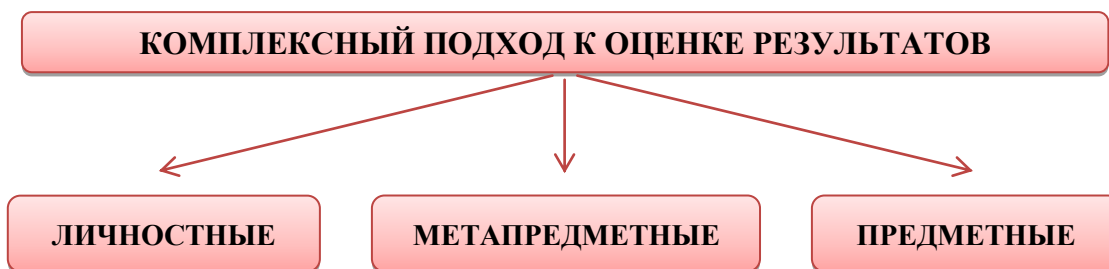 КОМПЛЕКСНЫЙ ПОДХОД К ОЦЕНКЕ РЕЗУЛЬТАТОВ
ЛИЧНОСТНЫЕ
МЕТАПРЕДМЕТНЫЕ
ПРЕДМЕТНЫЕ